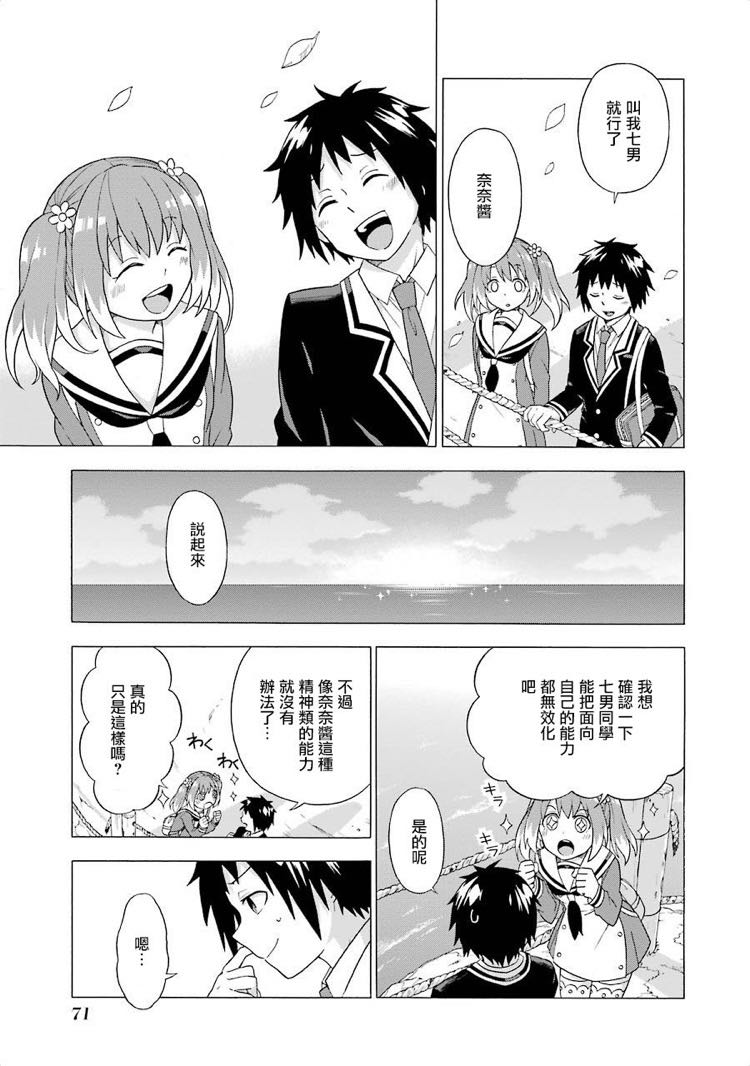 叫我七男
就行了
奈奈醬
說起來
我想
確認一下
七男同學
能把面向
自己的能力
都無效化
吧
キラ
キラ
是的呢
不過
像奈奈醬這種
精神類的能力
就沒有
辦法了…
わく
わく
真的
只是這樣嗎?
嗯…
71